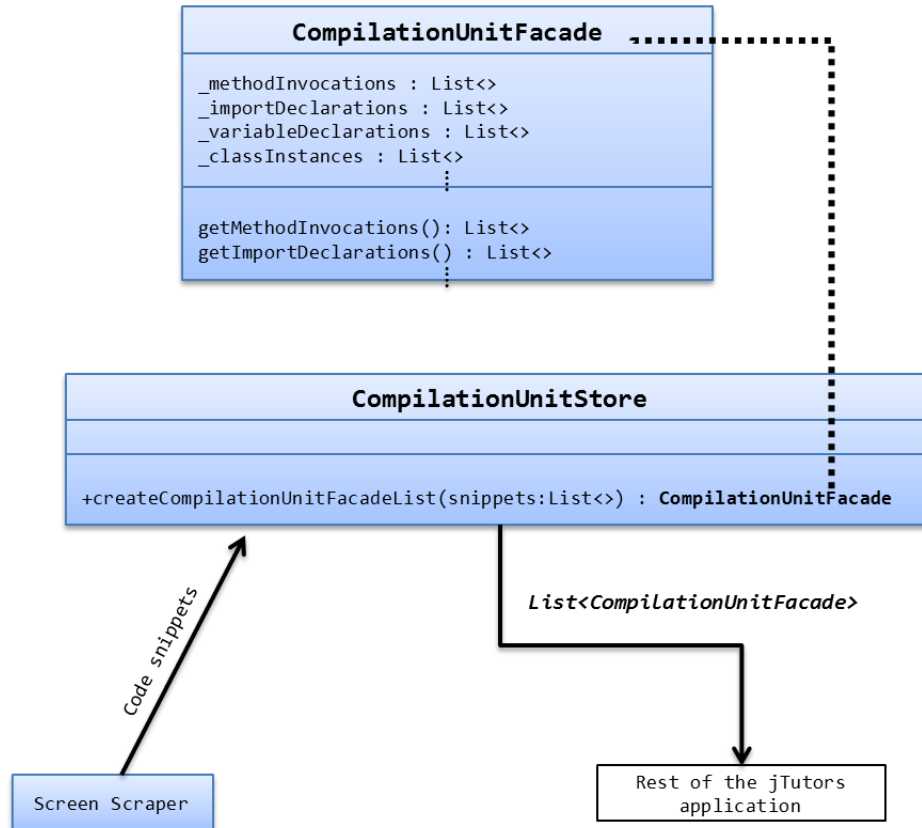 CompilationUnitFacade
_methodInvocations : List<>
_importDeclarations : List<>
_variableDeclarations : List<>
_classInstances : List<>
getMethodInvocations(): List<>
getImportDeclarations() : List<>
CompilationUnitStore
+createCompilationUnitFacadeList(snippets:List<>) : CompilationUnitFacade
List<CompilationUnitFacade>
Code snippets
Screen Scraper
Rest of the jTutors
application